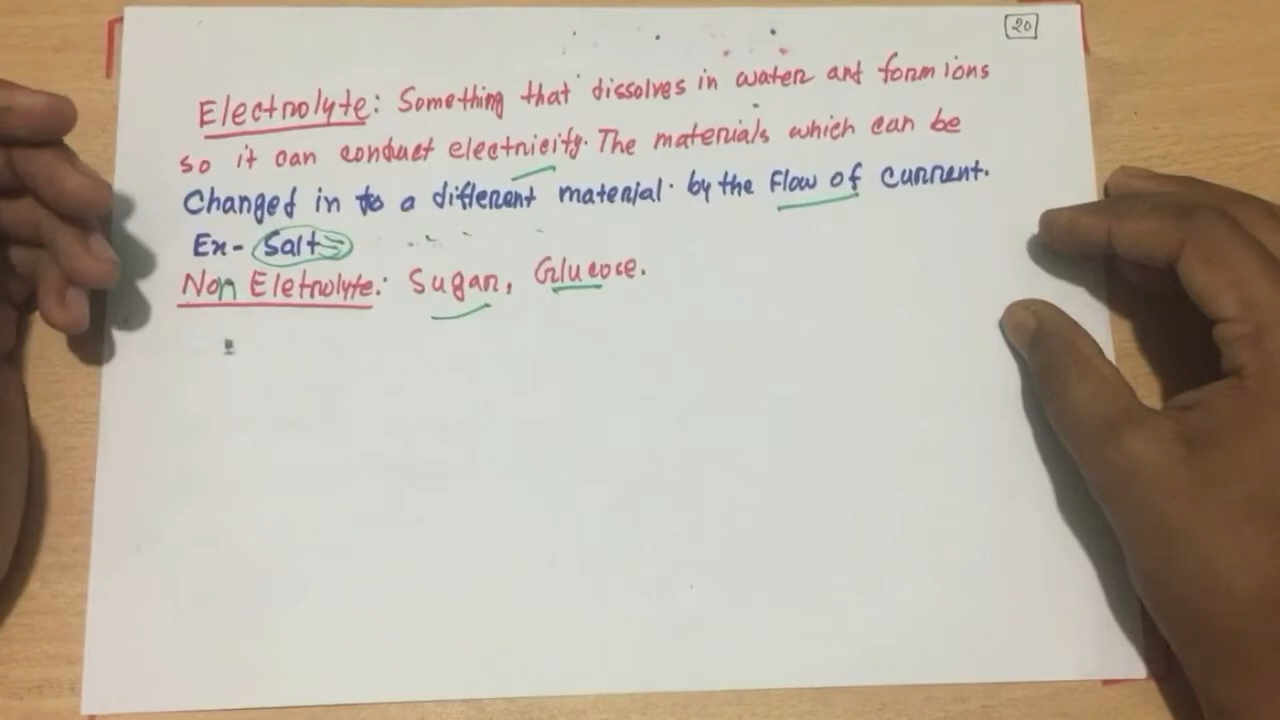 20
Electrolyte: Something that dissolves in water and form ions
so it can conduct electricity. The materials which can be
Changed in to a different material by the Flow of current.
Ex- Salt
Non Eletrolyte: Sugar, Glucose.